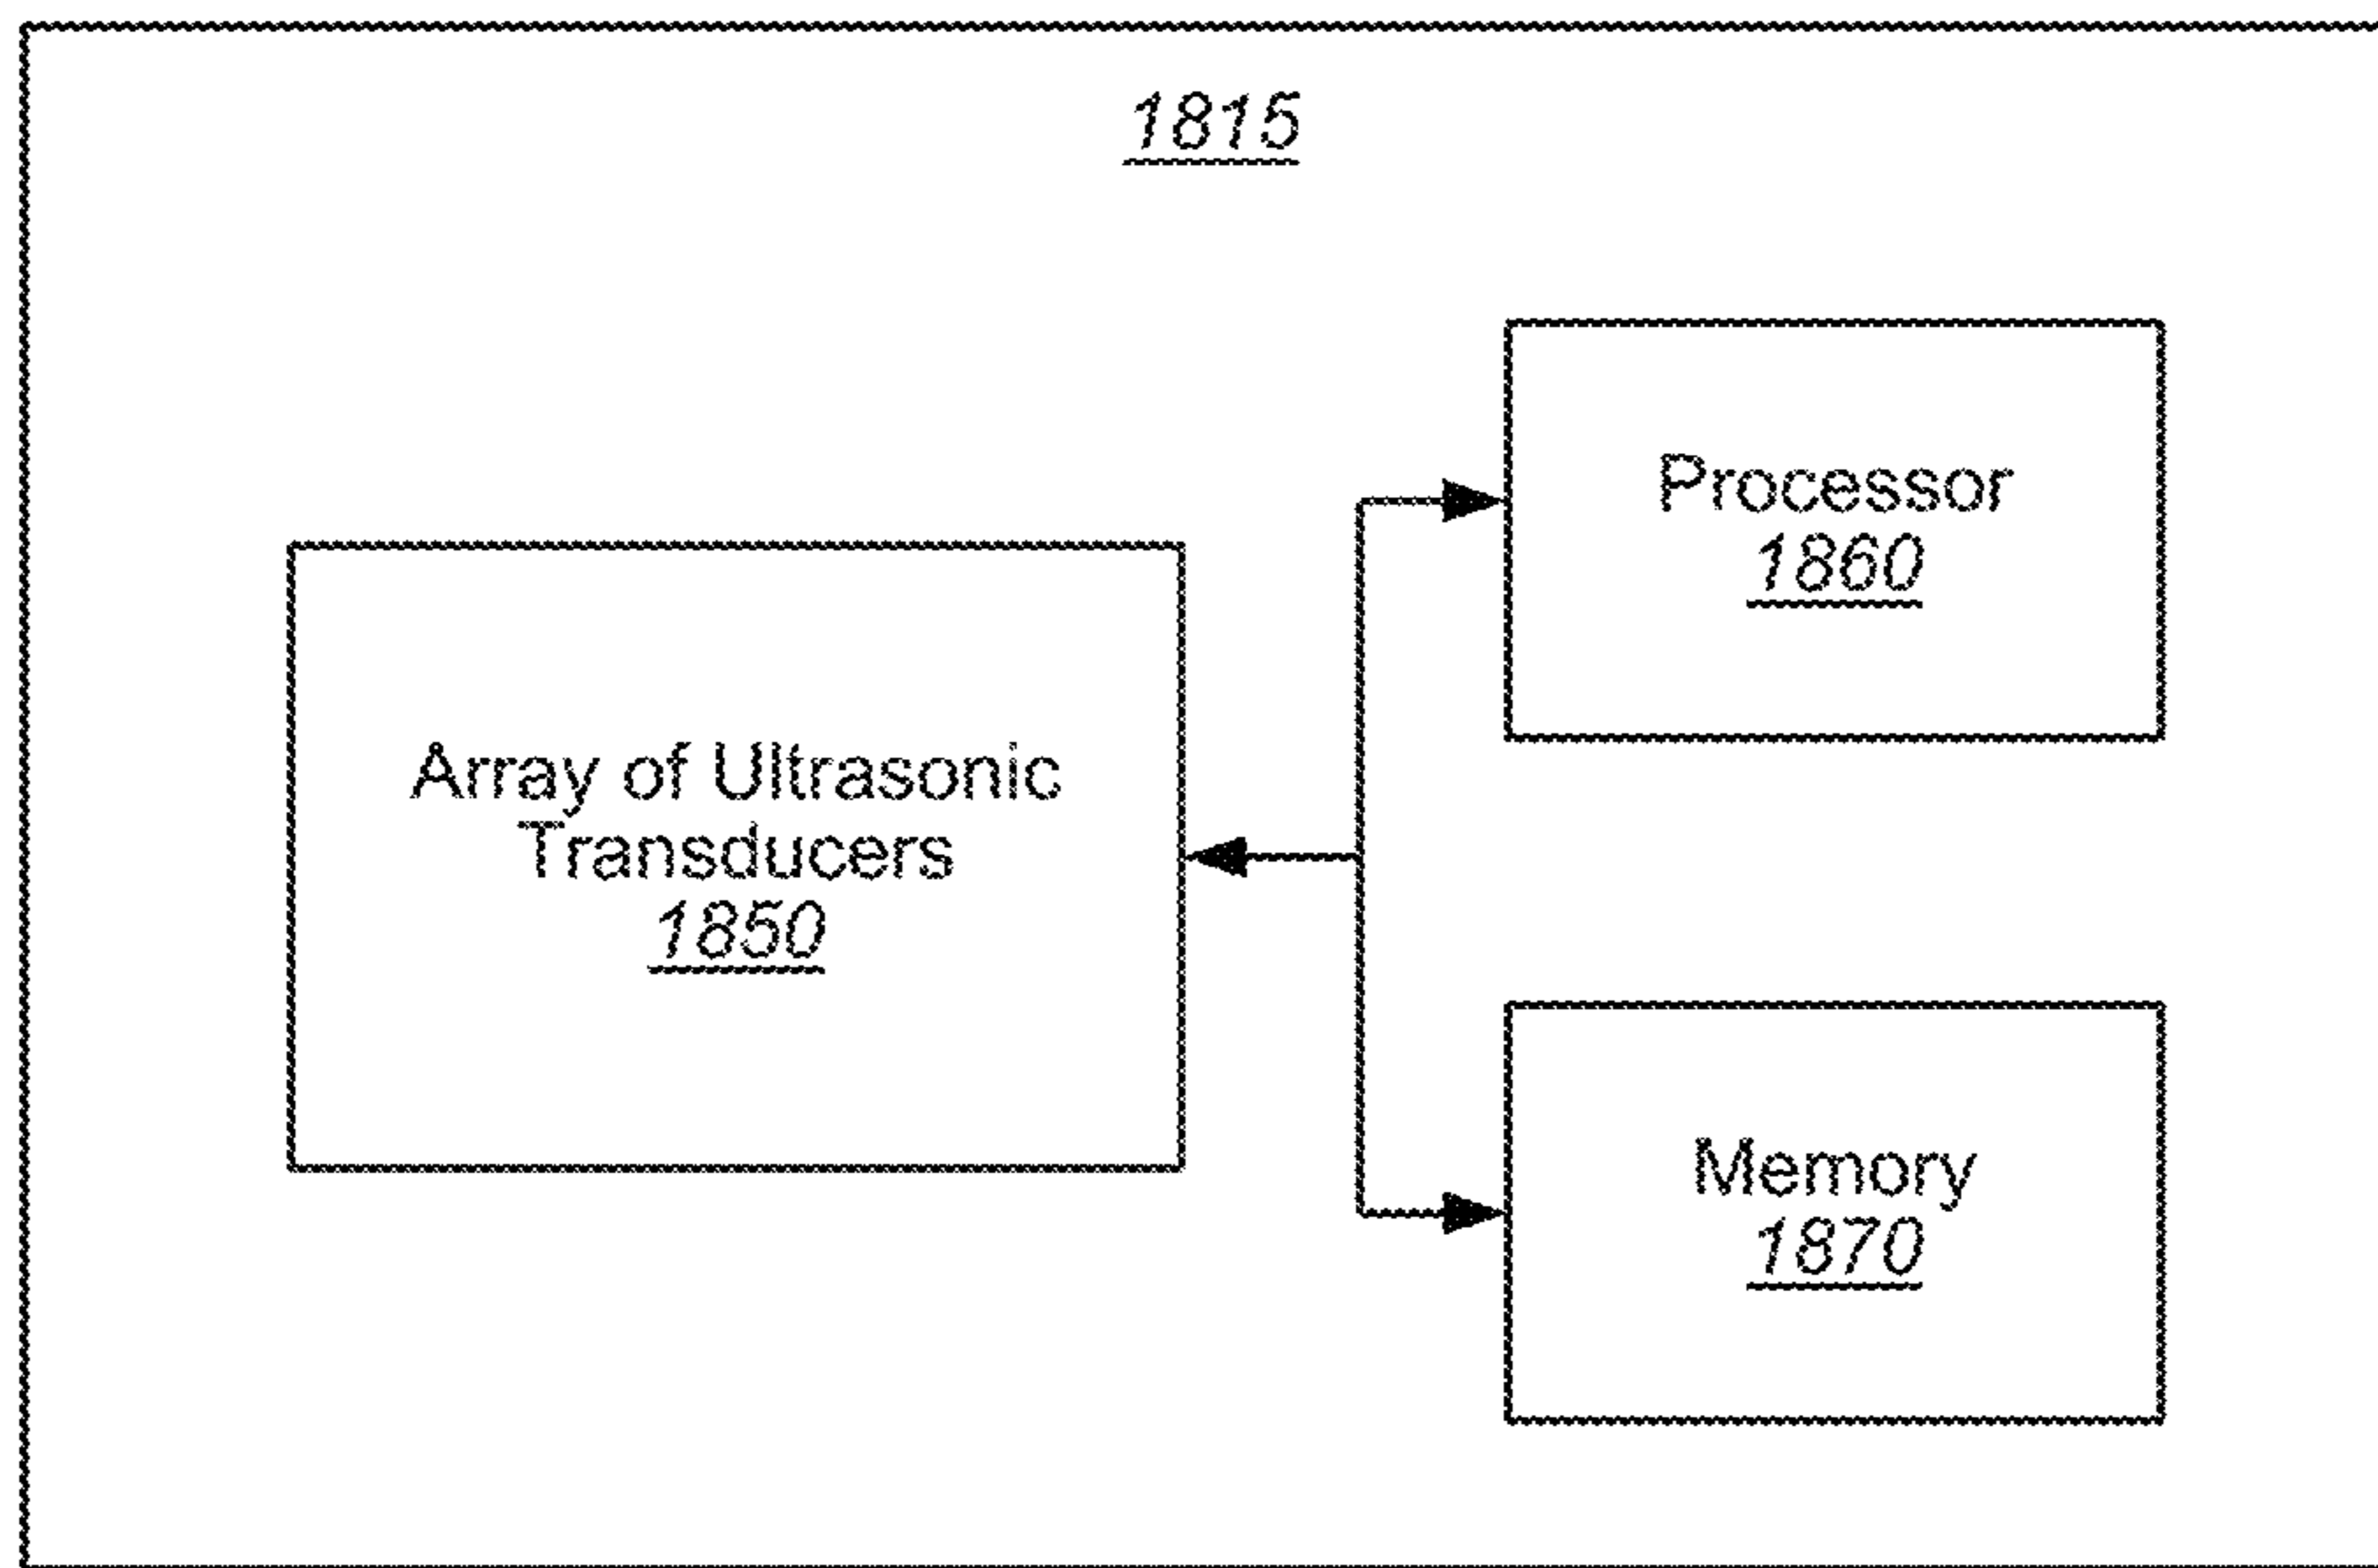 1815
Processor
1860
Array of Ultrasonic
Transducers
1850
Memory
1870